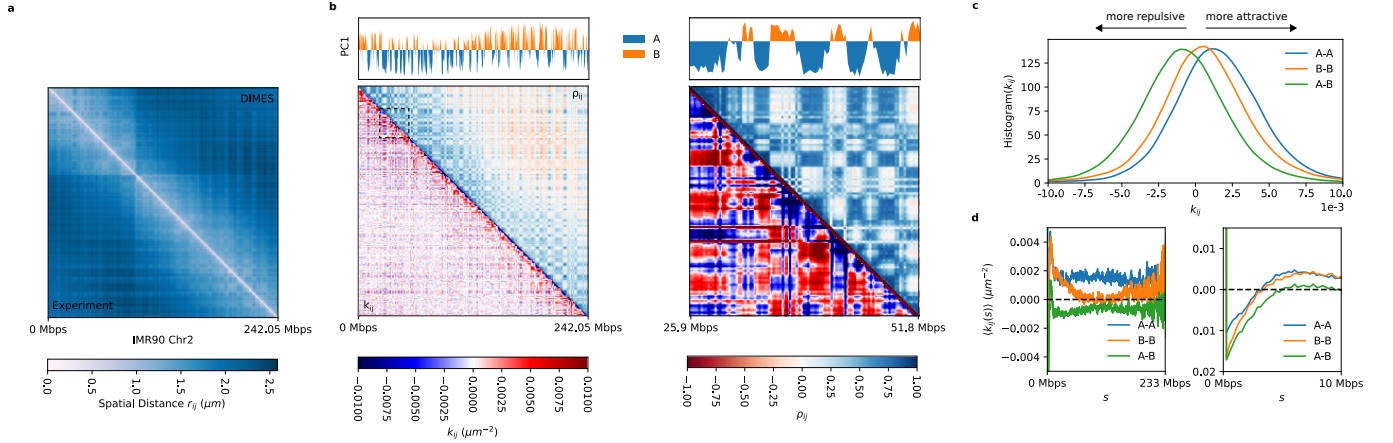 a
DIMES
Experiment
0 Mbps
242.05 Mbps
IMR90 Chr2
0.0
0.5
1.0
1.5
2.0
2.5
Spatial Distance r_ij (μm)
b
PC1
A
B
ρ_ij
k_ij
0 Mbps
242.05 Mbps
25.9 Mbps
51.8 Mbps
-0.0100
-0.0075
-0.0050
-0.0025
0.0000
0.0025
0.0050
0.0075
0.0100
k_ij (μm⁻²)
−1.00
−0.75
−0.50
−0.25
0.00
0.25
0.50
0.75
1.00
ρ_ij
c
more repulsive
more attractive
Histogram(k_ij)
125
100
75
50
25
0
A-A
B-B
A-B
-10.0
-7.5
-5.0
-2.5
0
2.5
5.0
7.5
10.0
1e-3
k_ij
d
⟨k_ij(s)⟩ (μm⁻²)
0.004
0.002
0.000
−0.002
−0.004
A-A
B-B
A-B
0 Mbps
233 Mbps
s
0.01
0.00
0.01
0.02
A-A
B-B
A-B
0 Mbps
10 Mbps
s